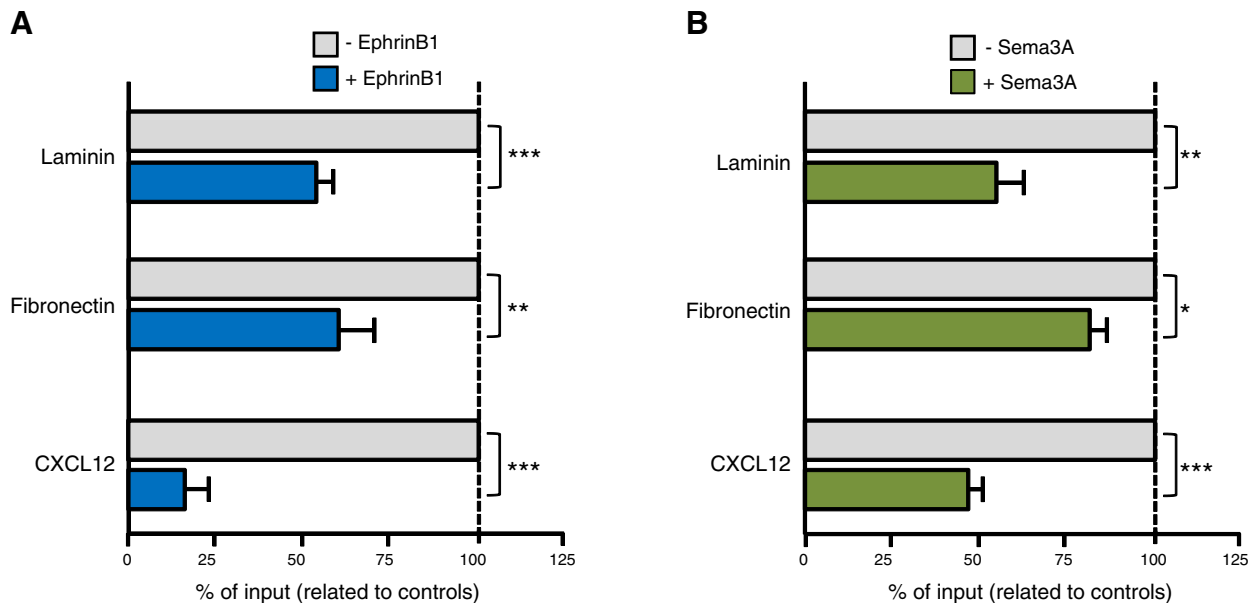 A
- EphrinB1
+ EphrinB1
Laminin
***
Fibronectin
**
CXCL12
***
0 25 50 75 100 125
% of input (related to controls)
B
- Sema3A
+ Sema3A
Laminin
**
Fibronectin
*
CXCL12
***
0 25 50 75 100 125
% of input (related to controls)